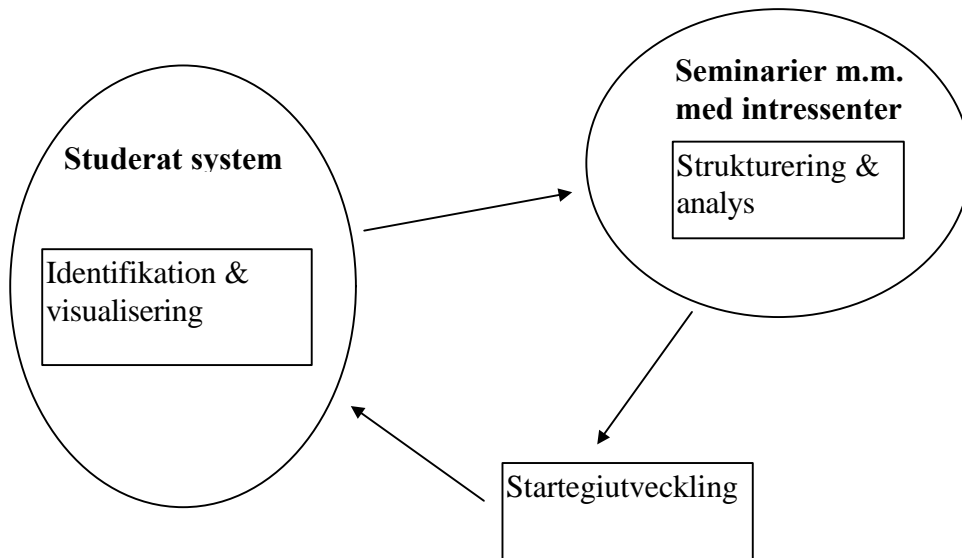 Studerat system
Identifikation &
visualisering
Seminarier m.m.
med intressenter
Strukturering &
analys
Startegiutveckling